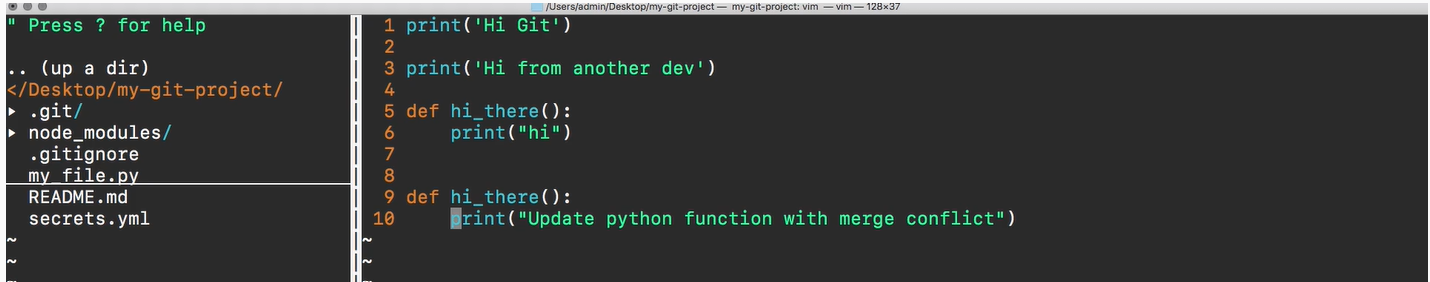 /Users/admin/Desktop/my-git-project — my-git-project: vim — vim — 128×37
" Press ? for help
.. (up a dir)
</Desktop/my-git-project/
▸ .git/
▸ node_modules/
.gitignore
my_file.py
README.md
secrets.yml
~
~
~
1 print('Hi Git')
2
3 print('Hi from another dev')
4
5 def hi_there():
6     print("hi")
7
8
9 def hi_there():
10     print("Update python function with merge conflict")
~
~